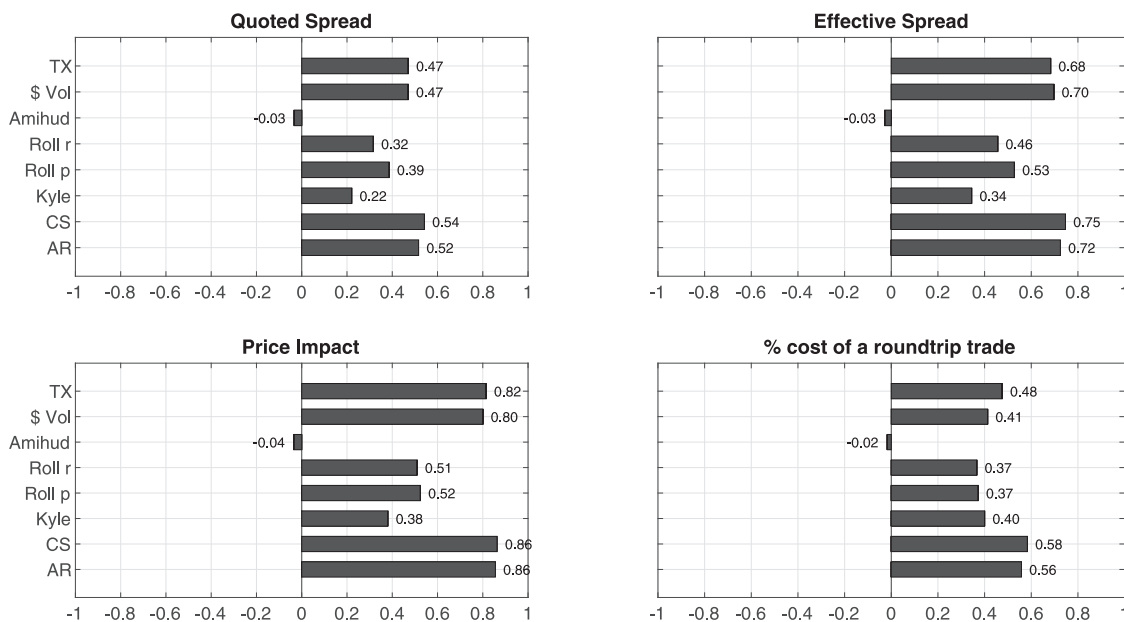 Quoted Spread
TX
$ Vol
Amihud
Roll r
Roll p
Kyle
CS
AR
0.47
0.47
-0.03
0.32
0.39
0.22
0.54
0.52
-1 -0.8 -0.6 -0.4 -0.2 0 0.2 0.4 0.6 0.8 1
Effective Spread
0.68
0.70
-0.03
0.46
0.53
0.34
0.75
0.72
-1 -0.8 -0.6 -0.4 -0.2 0 0.2 0.4 0.6 0.8 1
Price Impact
TX
$ Vol
Amihud
Roll r
Roll p
Kyle
CS
AR
0.82
0.80
-0.04
0.51
0.52
0.38
0.86
0.86
-1 -0.8 -0.6 -0.4 -0.2 0 0.2 0.4 0.6 0.8 1
% cost of a roundtrip trade
0.48
0.41
-0.02
0.37
0.37
0.40
0.58
0.56
-1 -0.8 -0.6 -0.4 -0.2 0 0.2 0.4 0.6 0.8 1